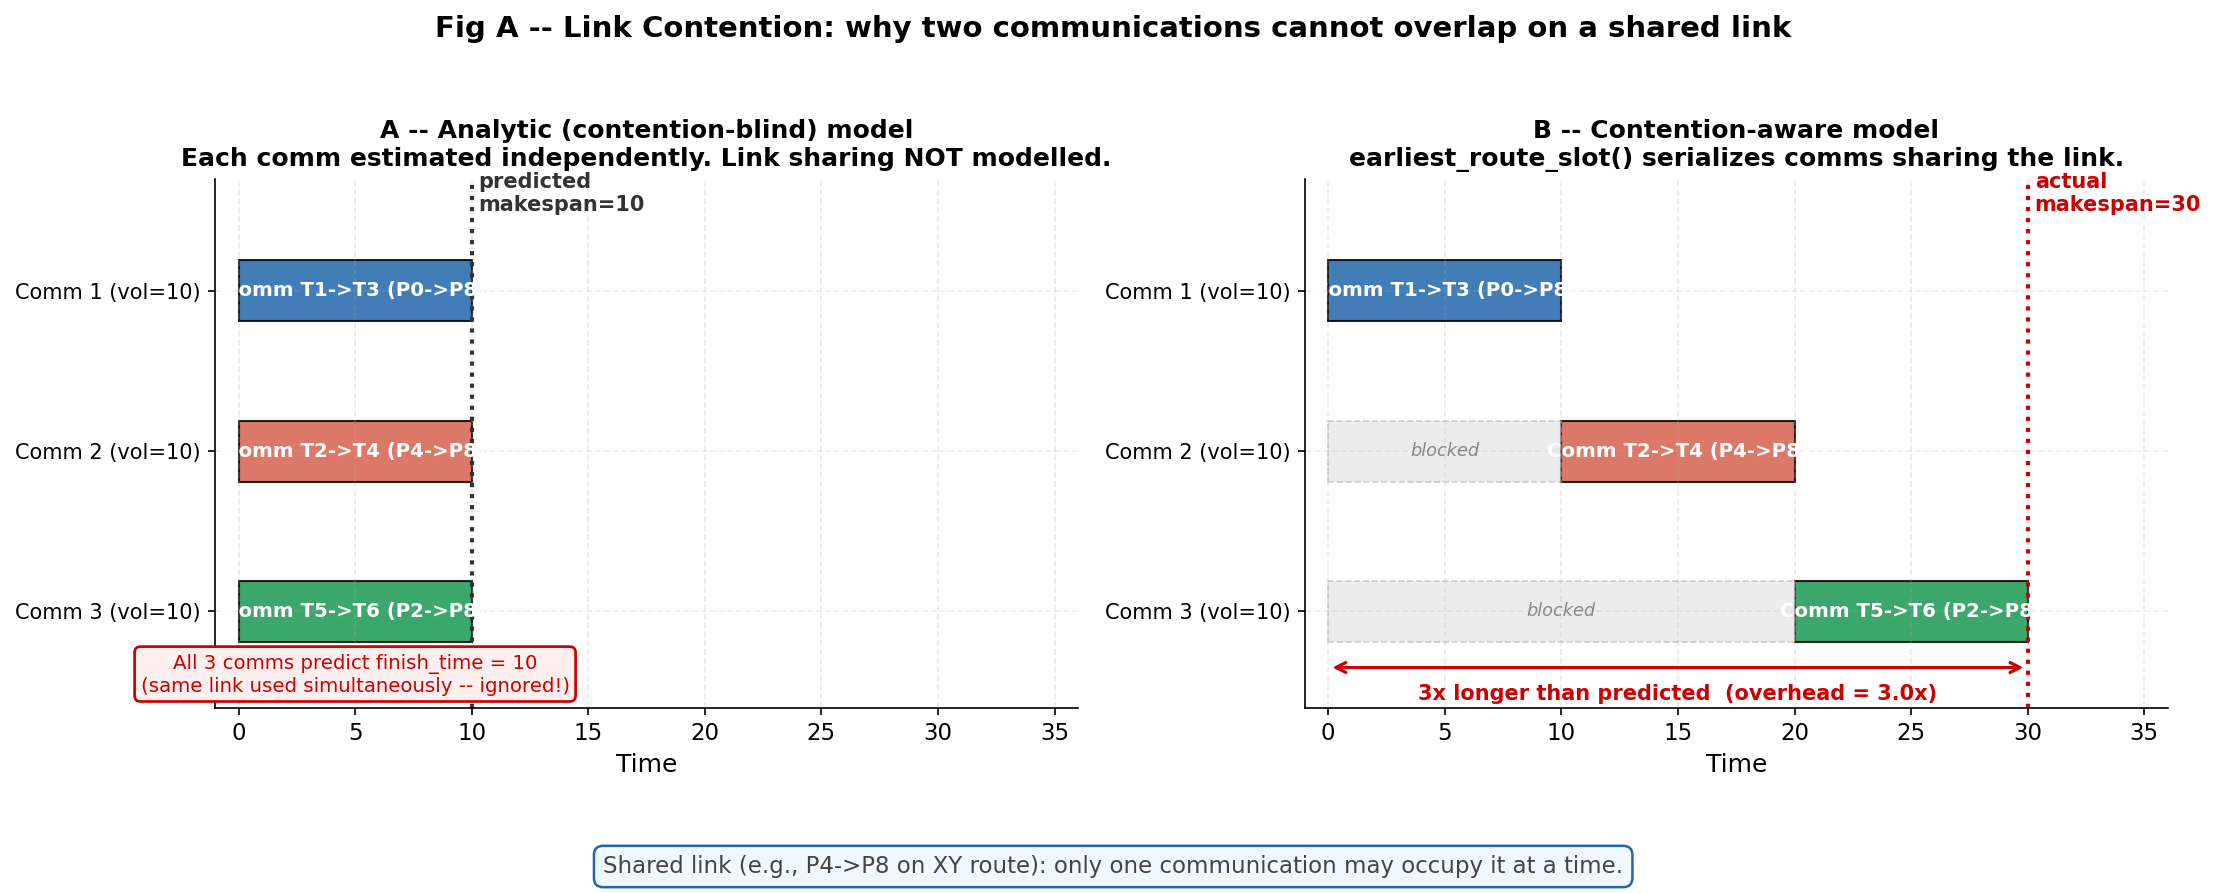 Fig A -- Link Contention: why two communications cannot overlap on a shared link
A -- Analytic (contention-blind) model
Each comm estimated independently. Link sharing NOT modelled.
predicted
makespan=10
Comm 1 (vol=10)
omm T1->T3 (P0->P8
Comm 2 (vol=10)
omm T2->T4 (P4->P8
Comm 3 (vol=10)
omm T5->T6 (P2->P8
All 3 comms predict finish_time = 10
(same link used simultaneously -- ignored!)
0 5 10 15 20 25 30 35
Time
B -- Contention-aware model
earliest_route_slot() serializes comms sharing the link.
actual
makespan=30
Comm 1 (vol=10)
omm T1->T3 (P0->P8
Comm 2 (vol=10)
blocked
Comm T2->T4 (P4->P8
Comm 3 (vol=10)
blocked
Comm T5->T6 (P2->P8
3x longer than predicted (overhead = 3.0x)
0 5 10 15 20 25 30 35
Time
Shared link (e.g., P4->P8 on XY route): only one communication may occupy it at a time.